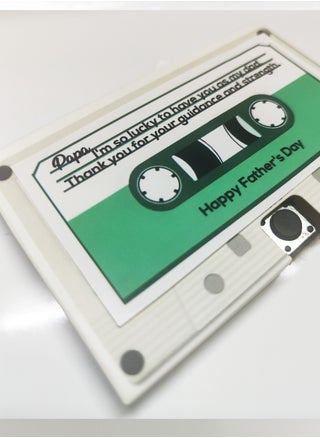 Papa,
I'm so lucky to have you as my dad
Thank you for your guidance and strength.
Happy Father's Day